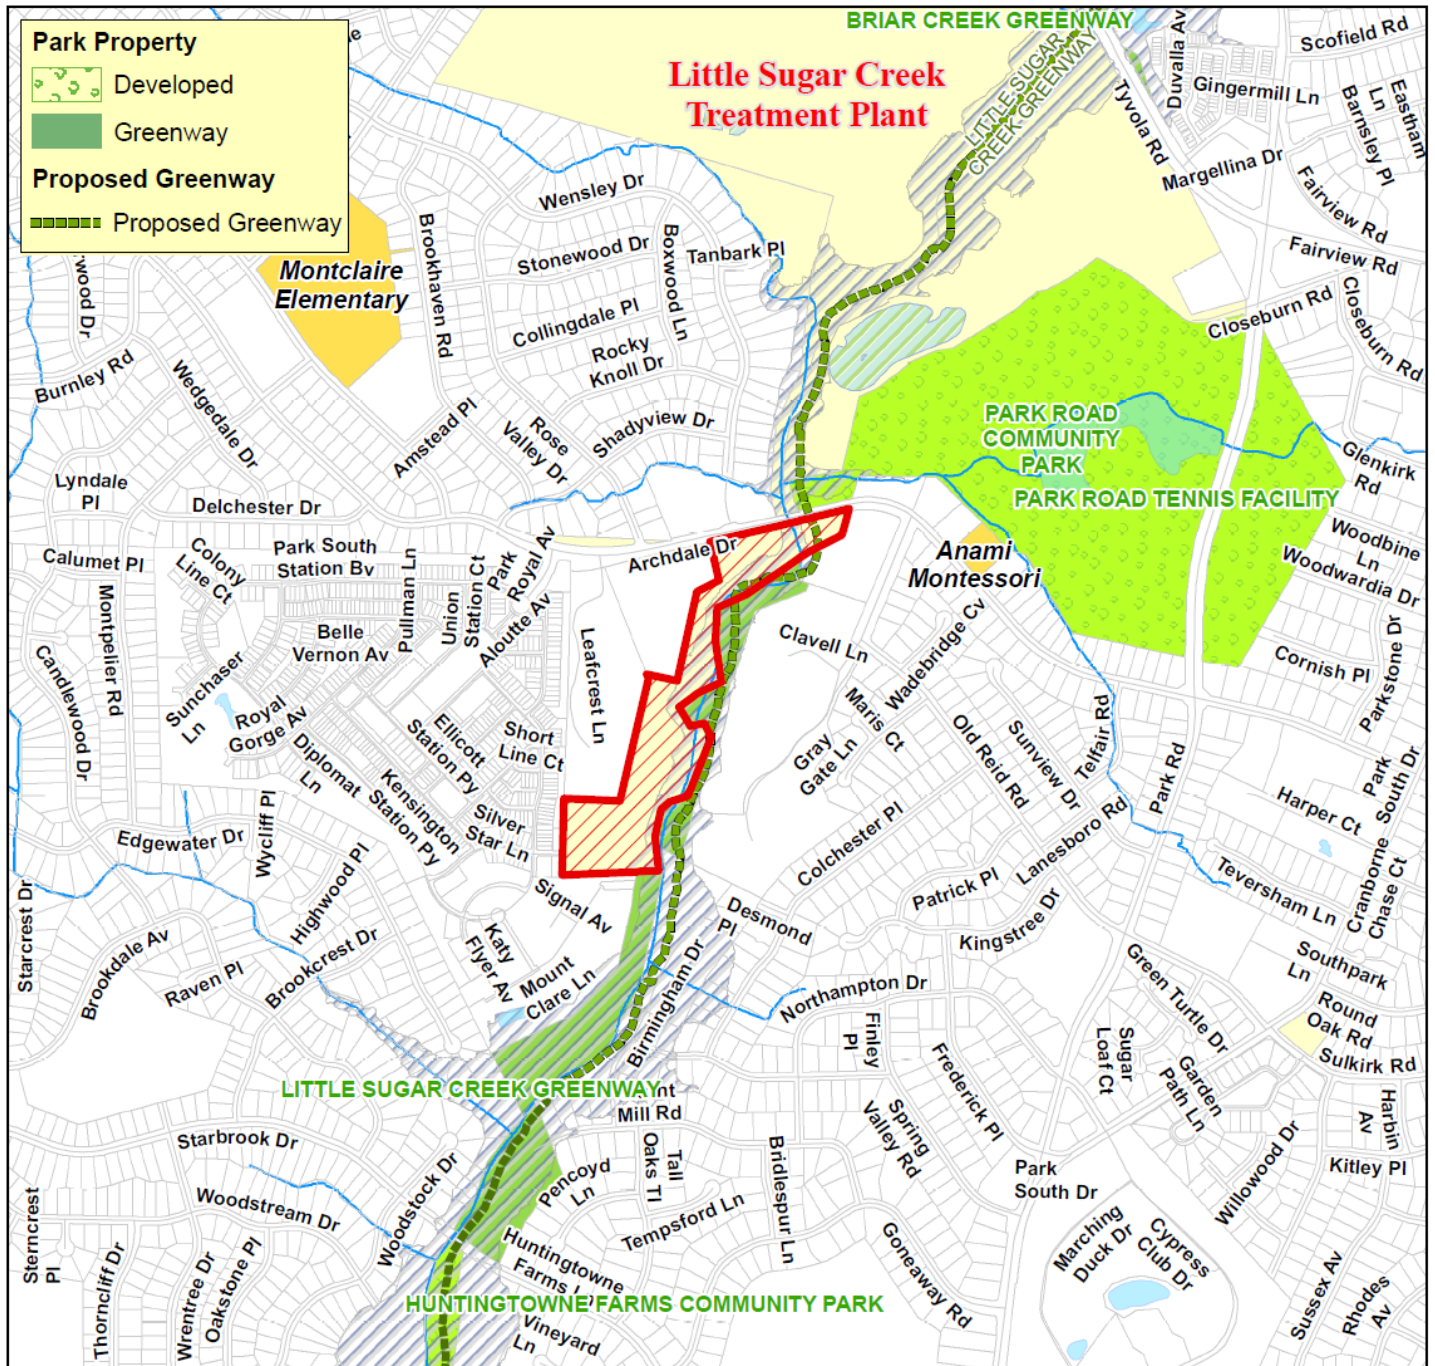 Park Property
Developed
Greenway
Proposed Greenway
Proposed Greenway
BRIAR CREEK GREENWAY
Little Sugar Creek
Treatment Plant
LITTLE SUGAR
CREEK GREENWAY
Duvalla Av
Scofield Rd
Gingermill Ln
Tyvola Rd
Barnsley Pl
Eastham
Ln
Margellina Dr
Fairview Rd
Fairview Rd
Closeburn Rd
Closeburn Rd
Wensley Dr
Stonewood Dr
Boxwood Ln
Tanbark Pl
Brookhaven Rd
Montclaire
Elementary
Collingdale Pl
Rocky
Knoll Dr
Burnley Rd
Wedgedale Dr
Amstead Pl
Rose
Valley Dr
Shadyview Dr
PARK ROAD
COMMUNITY
PARK
PARK ROAD TENNIS FACILITY
Glenkirk
Rd
Woodbine
Ln
Woodwardia Dr
Lyndale
Pl
Delchester Dr
Calumet Pl
Colony
Line Ct
Park South
Station Bv
Pullman Ln
Union
Station Ct
Park
Royal Av
Aloutte Av
Archdale Dr
Anami
Montessori
Montpelier Rd
Belle
Vernon Av
Leafcrest Ln
Clavell Ln
Wadebridge Cv
Cornish Pl
Parkstone Dr
Candlewood Dr
Sunchaser
Ln
Royal
Gorge Av
Diplomat
Ln
Ellicott
Station Py
Short
Line Ct
Kensington
Station Py
Silver
Star Ln
Maris Ct
Gray
Gate Ln
Old Reid Rd
Sunview Dr
Telfair Rd
Park Rd
Park
South Dr
Harper Ct
Edgewater Dr
Wycliff Pl
Highwood Pl
Colchester Pl
Patrick Pl
Lanesboro Rd
Teversham Ln
Cranborne
Chase Ct
Starcrest Dr
Brookdale Av
Raven Pl
Brookcrest Dr
Signal Av
Katy
Flyer Av
Mount
Clare Ln
Desmond
Pl
Birmingham Dr
Kingstree Dr
Northampton Dr
Green Turtle Dr
Southpark
Ln
Round
Oak Rd
Sulkirk Rd
Finley
Pl
Frederick Pl
Sugar
Loaf Ct
Garden
Path Ln
Harbin
Av
LITTLE SUGAR CREEK GREENWAY
Mill Rd
Spring
Valley Rd
Starbrook Dr
Woodstock Dr
Pencoyd
Ln
Tall
Oaks Tl
Bridlespur Ln
Park
South Dr
Willowood Dr
Kitley Pl
Woodstream Dr
Tempsford Ln
Huntingtowne
Farms
Goneaway Rd
Marching
Duck Dr
Cypress
Club Dr
Sterncrest
Pl
Thorncliff Dr
Wrentree Dr
Oakstone Pl
HUNTINGTOWNE FARMS COMMUNITY PARK
Vineyard
Ln
Sussex Av
Rhodes
Av